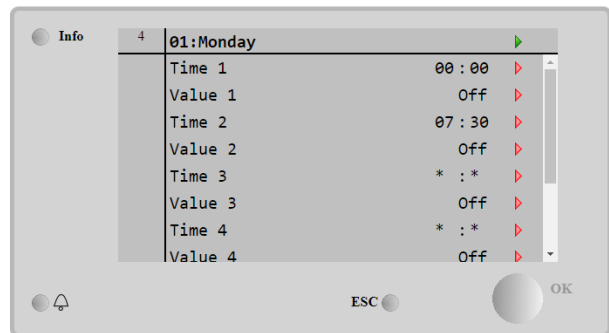 Info
4 01:Monday
Time 1 00:00
Value 1 Off
Time 2 07:30
Value 2 Off
Time 3 * :*
Value 3 Off
Time 4 * :*
Value 4 Off
ESC
OK